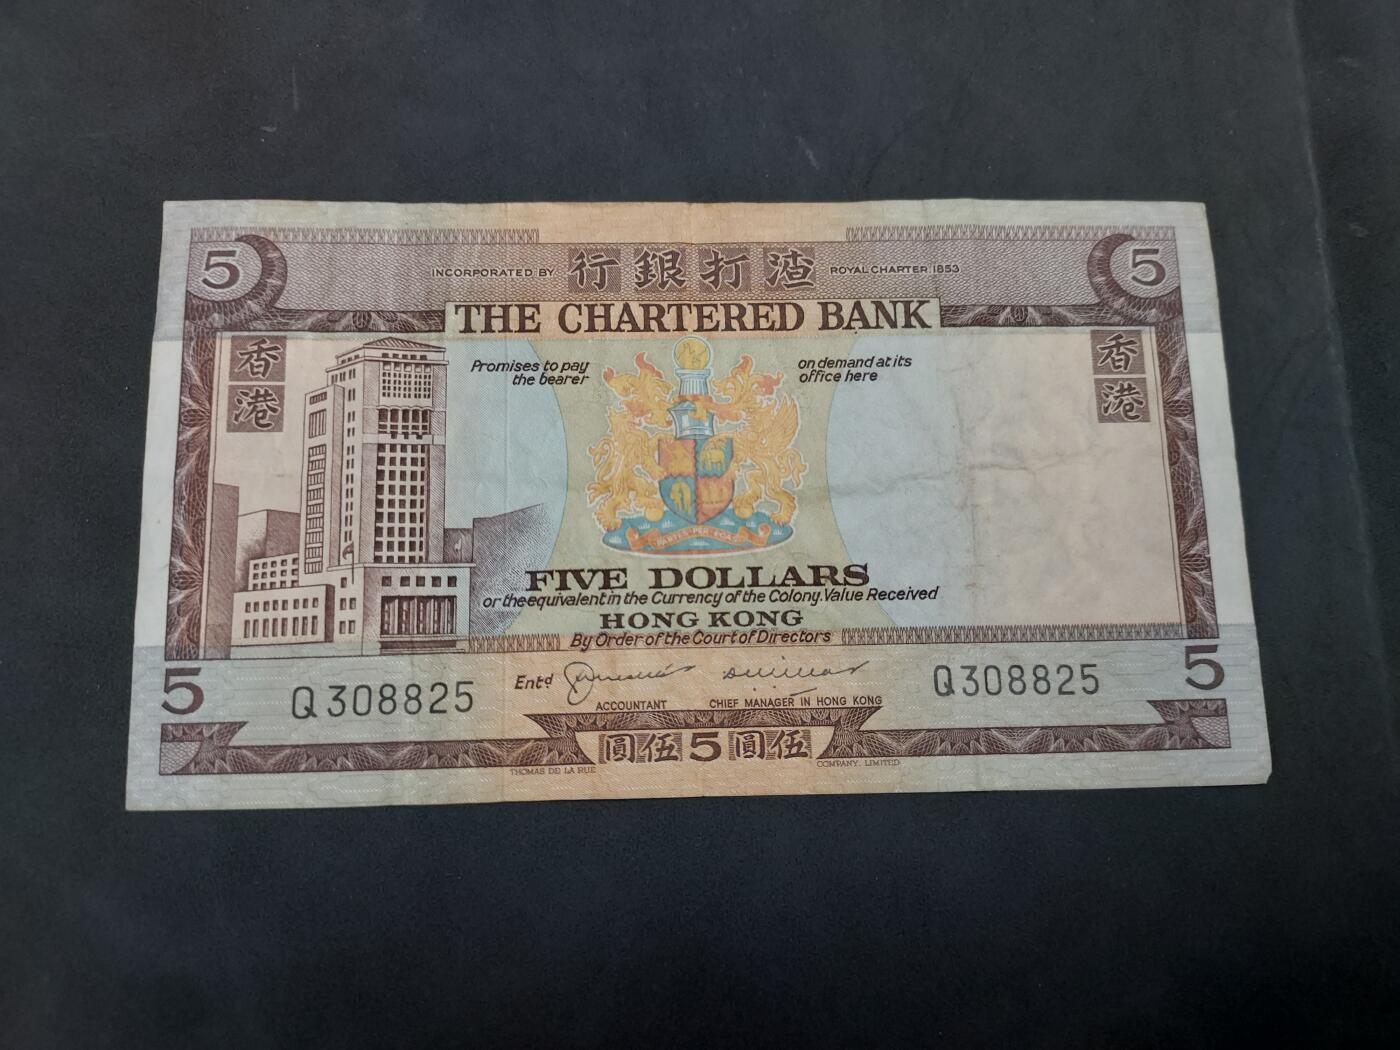 5 INCORPORATED BY 行銀打渣 ROYAL CHARTER 1853 5
THE CHARTERED BANK
香港
香港
Promises to pay the bearer
on demand at its office here
FIVE DOLLARS
or the equivalent in the Currency of the Colony. Value Received
HONG KONG
By Order of the Court of Directors
5 Q308825 Entd Q308825 5
ACCOUNTANT CHIEF MANAGER IN HONG KONG
圓伍5圓伍
THOMAS DE LA RUE COMPANY, LIMITED